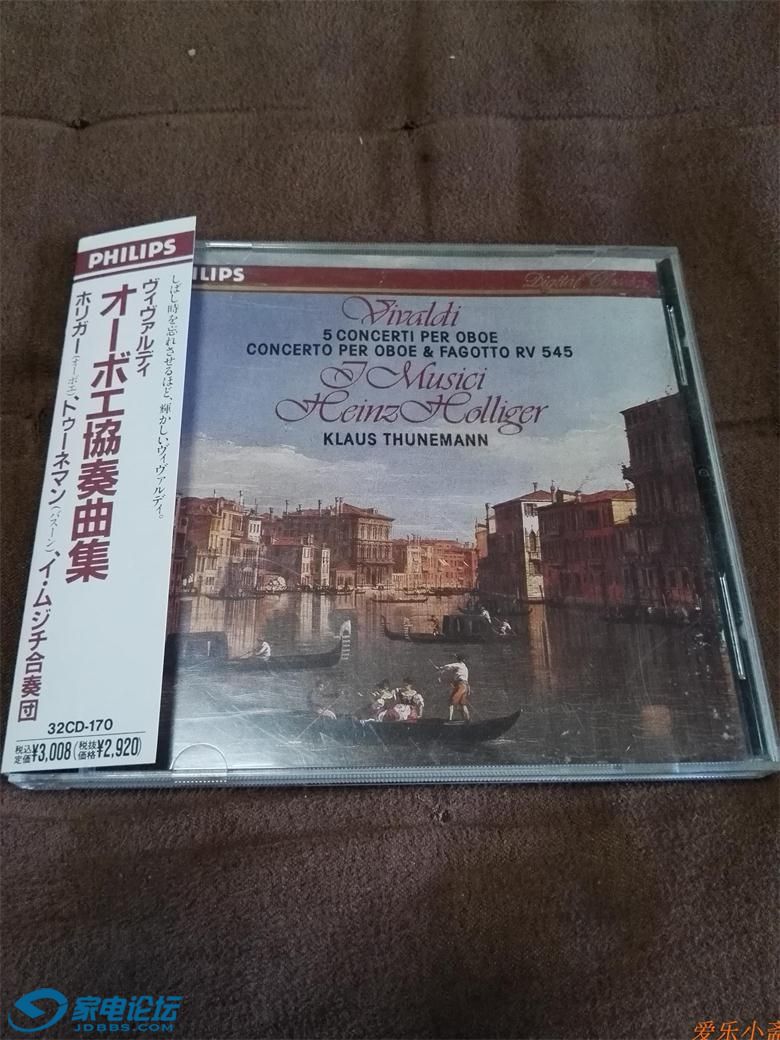 PHILIPS
しばし時を忘れさせるほど、輝かしいヴィヴァルディ。
ヴィヴァルディ
オーボエ協奏曲集
ホリガー(オーボエ)、トゥーネマン(バスーン)、イ・ムジチ合奏団
32CD-170
税込定価¥3,008(税抜価格¥2,920)
ILIPS
Digital Classics
Vivaldi
5 CONCERTI PER OBOE
CONCERTO PER OBOE & FAGOTTO RV 545
I Musici
Heinz Holliger
KLAUS THUNEMANN
家电论坛
JDBBS.COM
爱乐小斋